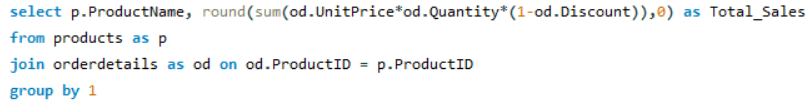 select p.ProductName, round(sum(od.UnitPrice*od.Quantity*(1-od.Discount)),0) as Total_Sales
from products as p
join orderdetails as od on od.ProductID = p.ProductID
group by 1